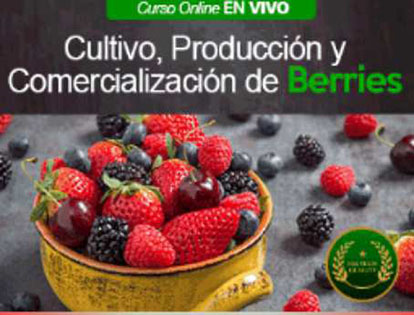 Curso Online EN VIVO
Cultivo, Producción y
Comercialización de Berries